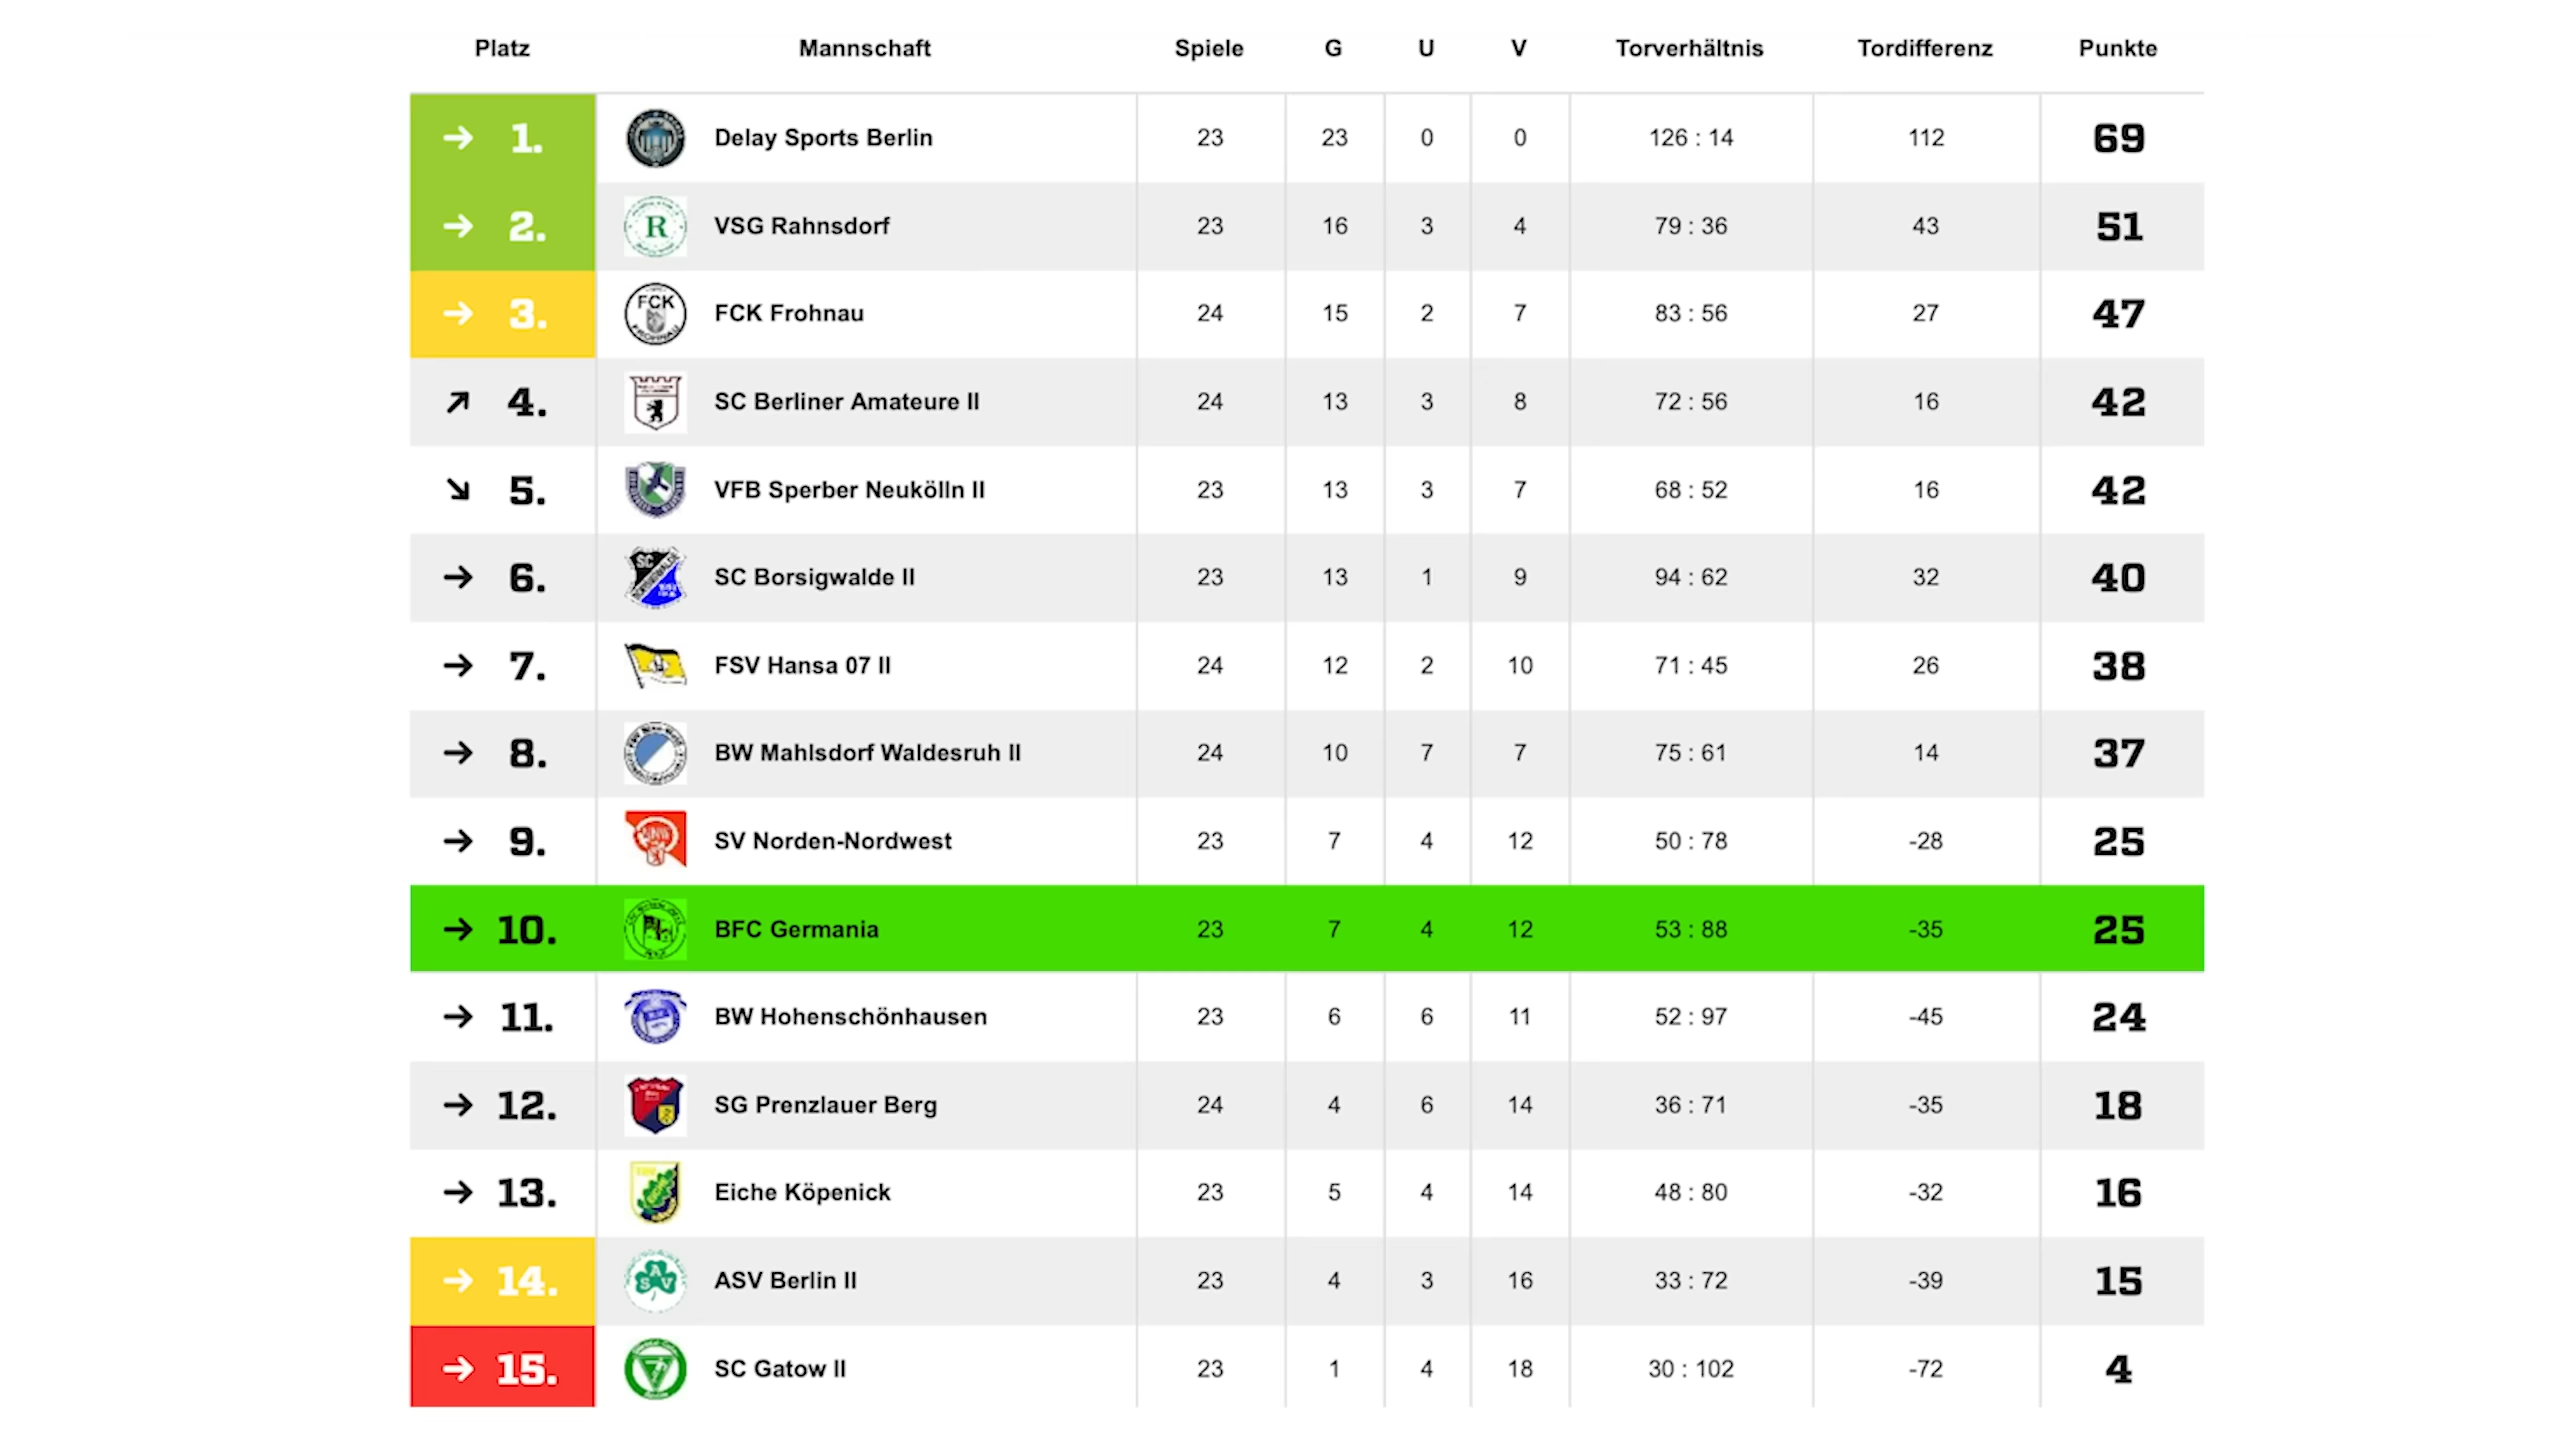 Platz Mannschaft Spiele G U V Torverhältnis Tordifferenz Punkte
1. Delay Sports Berlin 23 23 0 0 126 : 14 112 69
2. R VSG Rahnsdorf 23 16 3 4 79 : 36 43 51
3. FCK FROHNAU FCK Frohnau 24 15 2 7 83 : 56 27 47
4. SC Berliner Amateure II 24 13 3 8 72 : 56 16 42
5. VFB Sperber Neukölln II 23 13 3 7 68 : 52 16 42
6. SC SC Borsigwalde II 23 13 1 9 94 : 62 32 40
7. FSV Hansa 07 II 24 12 2 10 71 : 45 26 38
8. BW Mahlsdorf Waldesruh II 24 10 7 7 75 : 61 14 37
9. SV Norden-Nordwest 23 7 4 12 50 : 78 -28 25
10. BFC Germania 23 7 4 12 53 : 88 -35 25
11. BW Hohenschönhausen 23 6 6 11 52 : 97 -45 24
12. SG Prenzlauer Berg 24 4 6 14 36 : 71 -35 18
13. Eiche Köpenick 23 5 4 14 48 : 80 -32 16
14. ASV ASV Berlin II 23 4 3 16 33 : 72 -39 15
15. SC Gatow II 23 1 4 18 30 : 102 -72 4